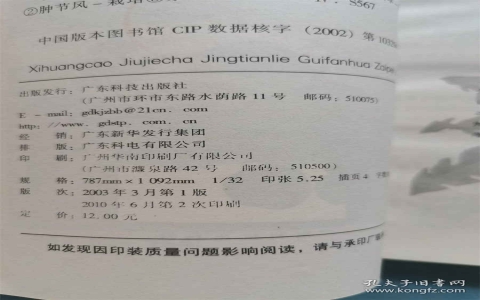 ②肿节风－栽培
S567
中国版本图书馆 CIP 数据核字 (2002) 第
Xihuangcao Jiujiecha Jingtianlie Guifanhua
出版发行：广东科技出版社
(广州市环市东路水荫路 11 号 邮码：510075)
E － mail: gdkjzbb@21cn. com
http: //www. gdstp. com. cn
经 销：广东新华发行集团
排 版：广东科电有限公司
印 刷：广州华南印刷厂有限公司
(广州市濂泉路 42 号 邮码：510500)
规 格：787mm×1 092mm 1/32 印张 5.25 插页 4
版 次：2003 年 3 月第 1 版
2010 年 6 月第 2 次印刷
定 价：12.00 元
如发现因印装质量问题影响阅读，请与承印厂
孔夫子旧书网
www.kongfz.com